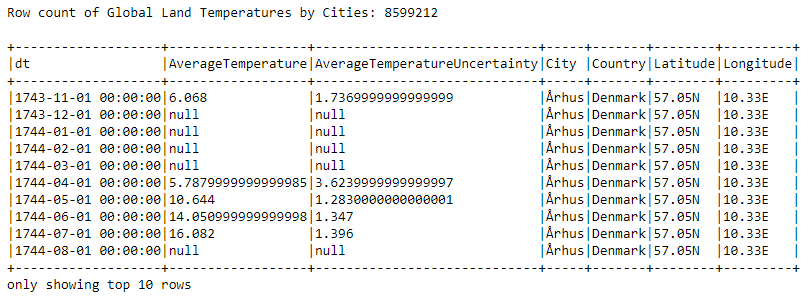 Row count of Global Land Temperatures by Cities: 8599212
+-------------------+------------------+-----------------------------+-----+-------+--------+---------+
|dt                 |AverageTemperature|AverageTemperatureUncertainty|City |Country|Latitude|Longitude|
+-------------------+------------------+-----------------------------+-----+-------+--------+---------+
|1743-11-01 00:00:00|6.068             |1.7369999999999999           |Århus|Denmark|57.05N  |10.33E   |
|1743-12-01 00:00:00|null              |null                         |Århus|Denmark|57.05N  |10.33E   |
|1744-01-01 00:00:00|null              |null                         |Århus|Denmark|57.05N  |10.33E   |
|1744-02-01 00:00:00|null              |null                         |Århus|Denmark|57.05N  |10.33E   |
|1744-03-01 00:00:00|null              |null                         |Århus|Denmark|57.05N  |10.33E   |
|1744-04-01 00:00:00|5.7879999999999985|3.6239999999999997           |Århus|Denmark|57.05N  |10.33E   |
|1744-05-01 00:00:00|10.644            |1.2830000000000001           |Århus|Denmark|57.05N  |10.33E   |
|1744-06-01 00:00:00|14.050999999999998|1.347                        |Århus|Denmark|57.05N  |10.33E   |
|1744-07-01 00:00:00|16.082            |1.396                        |Århus|Denmark|57.05N  |10.33E   |
|1744-08-01 00:00:00|null              |null                         |Århus|Denmark|57.05N  |10.33E   |
+-------------------+------------------+-----------------------------+-----+-------+--------+---------+
only showing top 10 rows